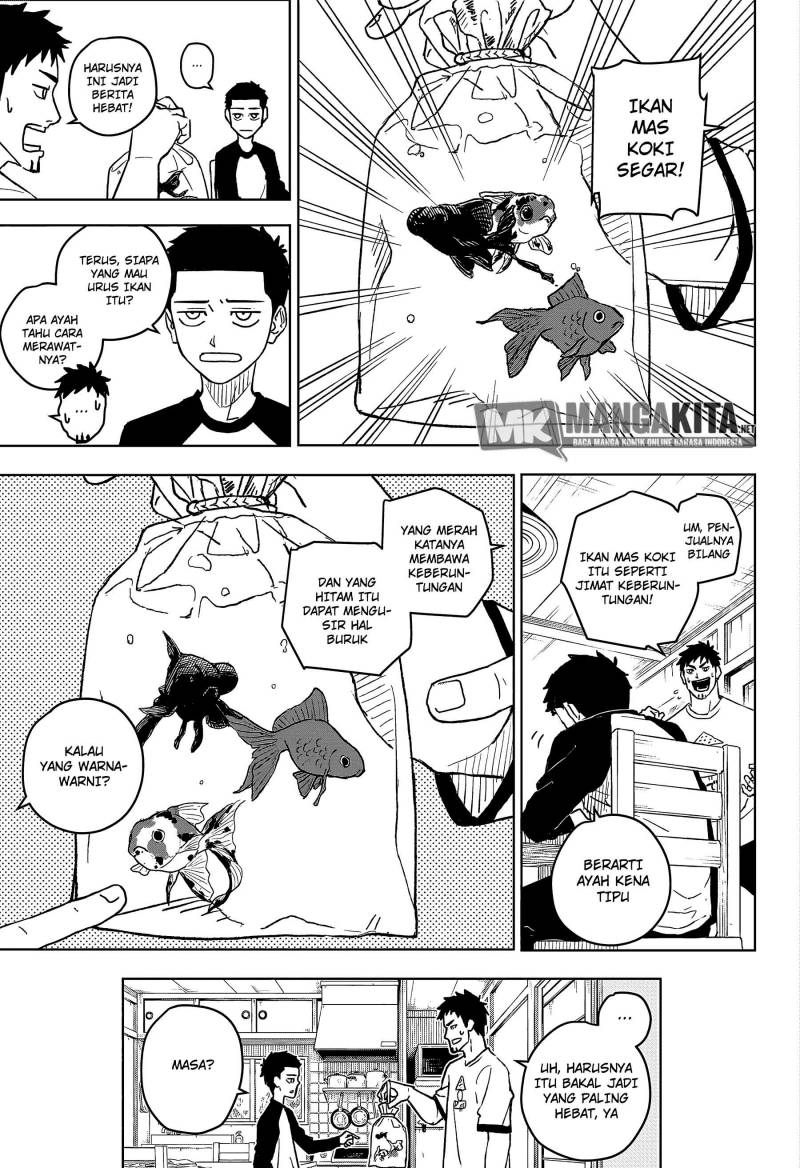 IKAN
MAS
KOKI
SEGAR!
...
HARUSNYA
INI JADI
BERITA
HEBAT!
TERUS, SIAPA
YANG MAU
URUS IKAN
ITU?
APA AYAH
TAHU CARA
MERAWAT-
NYA?
...
MK MANGAKITA.NET
BACA MANGA KOMIK ONLINE BAHASA INDONESIA
UM, PEN-
JUALNYA
BILANG
IKAN MAS KOKI
ITU SEPERTI
JIMAT KEBERUN-
TUNGAN!
BERARTI
AYAH KENA
TIPU
YANG MERAH
KATANYA
MEMBAWA
KEBERUN-
TUNGAN
DAN YANG
HITAM ITU
DAPAT MENGU-
SIR HAL
BURUK
KALAU
YANG WARNA-
WARNI?
...
UH, HARUSNYA
ITU BAKAL JADI
YANG PALING
HEBAT, YA
MASA?